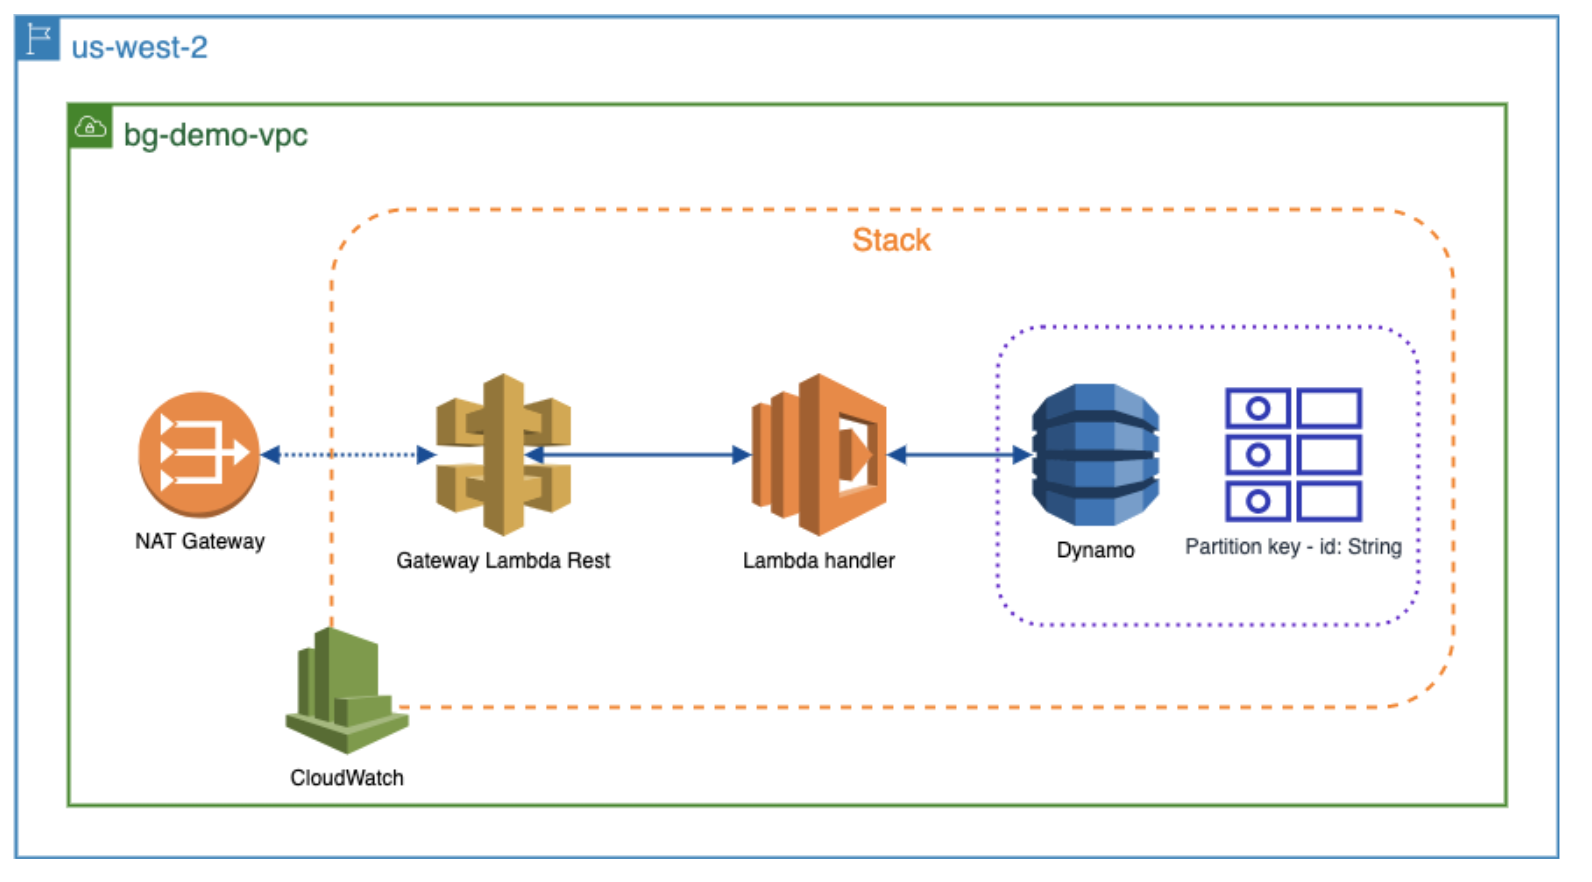 us-west-2
bg-demo-vpc
Stack
NAT Gateway
Gateway Lambda Rest
Lambda handler
Dynamo
Partition key - id: String
CloudWatch